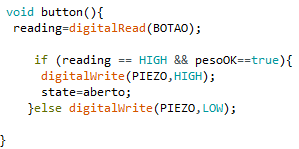 void button(){
reading=digitalRead(BOTAO);
if (reading == HIGH && pesoOK==true){
digitalWrite(PIEZO,HIGH);
state=aberto;
}else digitalWrite(PIEZO,LOW);
}